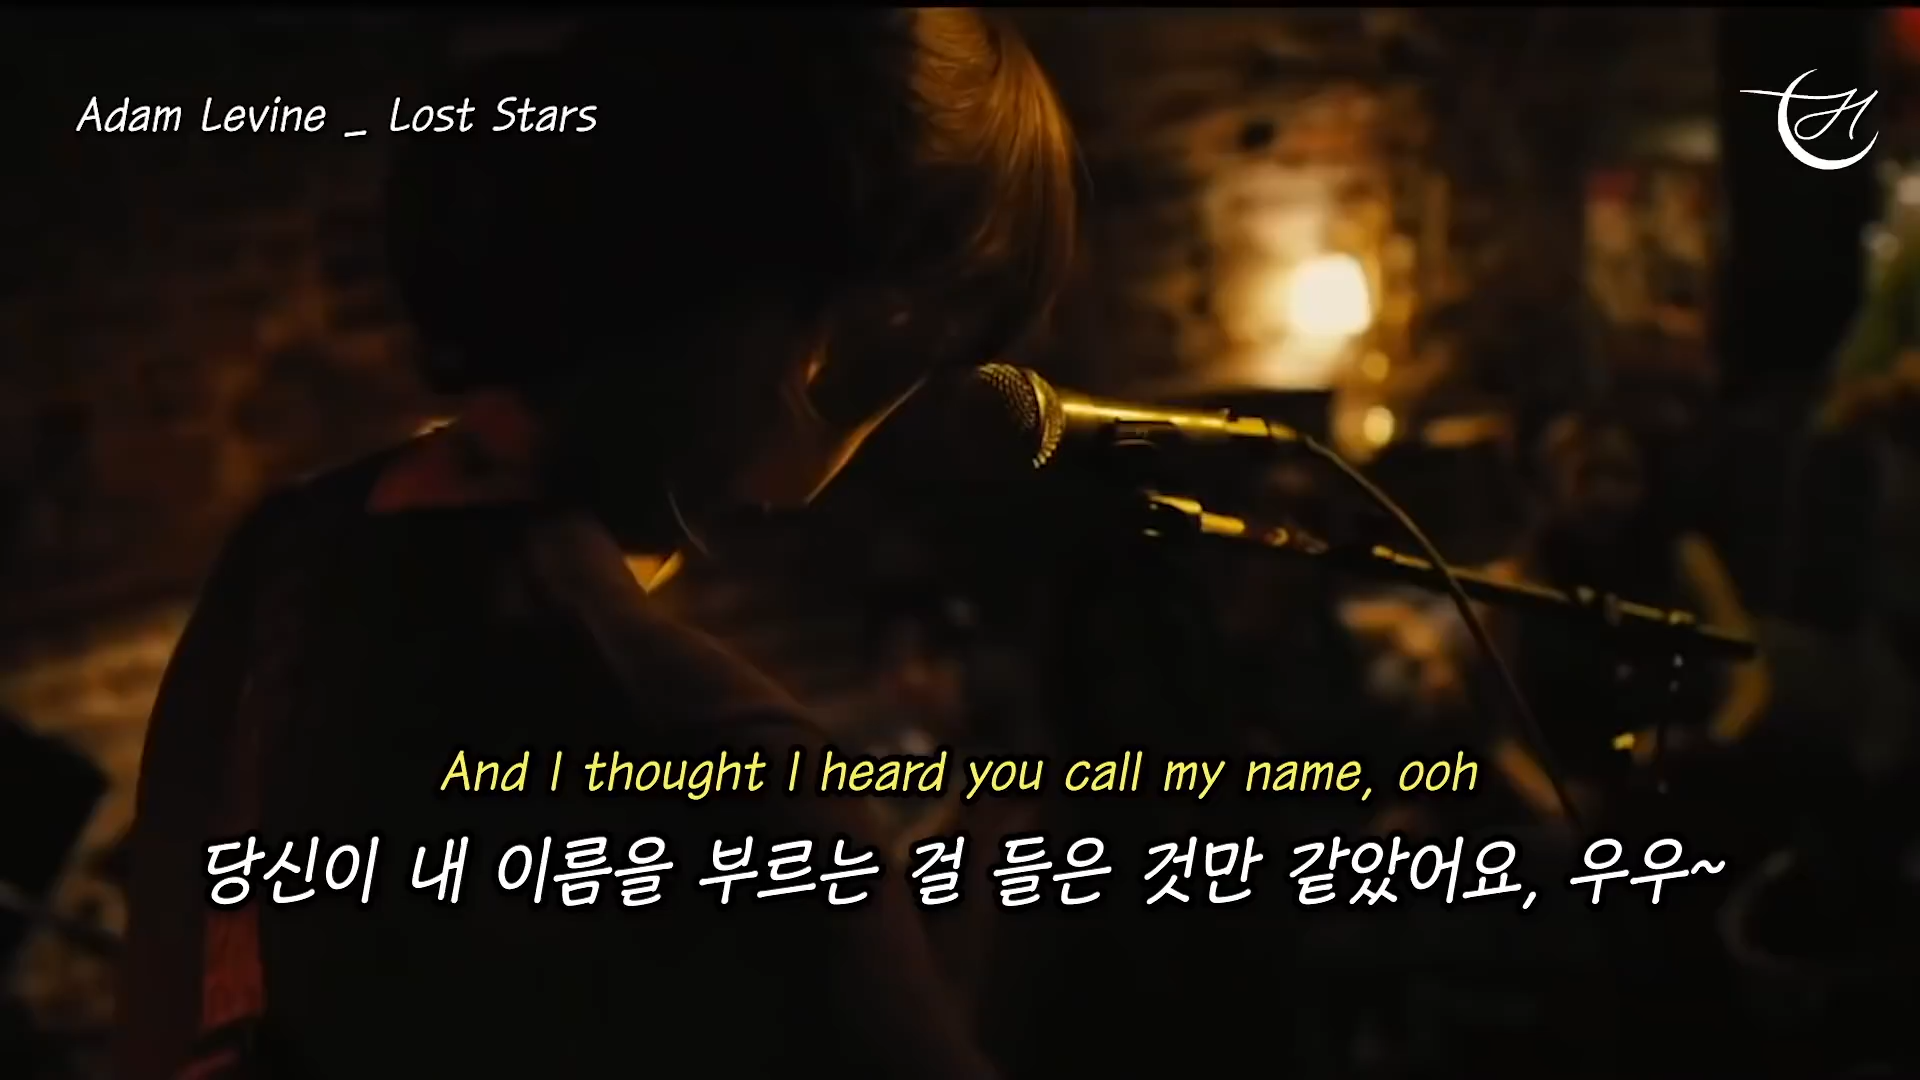 Adam Levine _ Lost Stars
And I thought I heard you call my name, ooh
당신이 내 이름을 부르는 걸 들은 것만 같았어요, 우우~